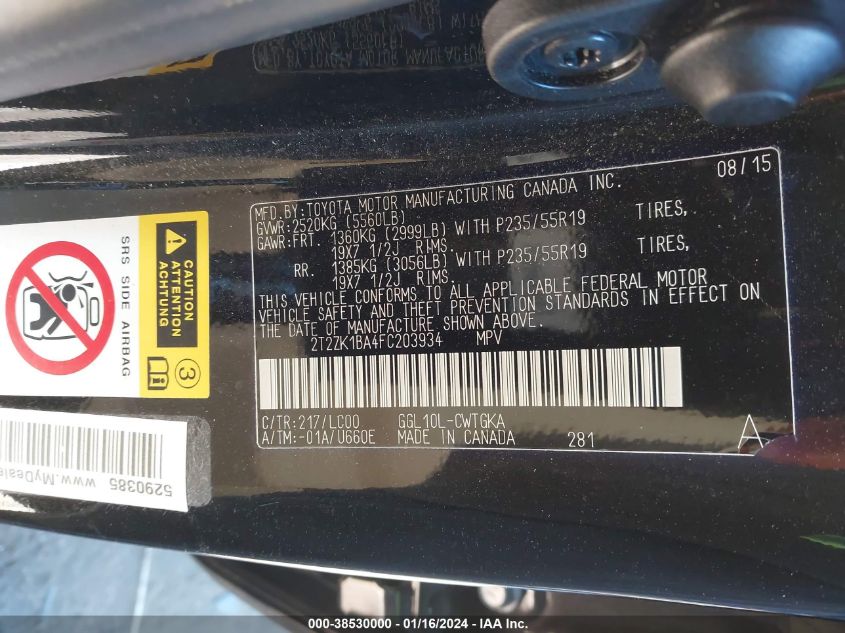 08/15
MFD.BY:TOYOTA MOTOR MANUFACTURING CANADA INC.
GVWR:2520KG (5560LB)
GAWR:FRT. 1360KG (2999LB) WITH P235/55R19 TIRES,
19X7 1/2J RIMS.
RR. 1385KG (3056LB) WITH P235/55R19 TIRES,
19X7 1/2J RIMS.
THIS VEHICLE CONFORMS TO ALL APPLICABLE FEDERAL MOTOR
VEHICLE SAFETY AND THEFT PREVENTION STANDARDS IN EFFECT ON
THE DATE OF MANUFACTURE SHOWN ABOVE.
2T2ZK1BA4FC203934 MPV
C/TR:217/LC00 GGL10L-CWTGKA
A/TM:-01A/U660E MADE IN CANADA 281 A
SRS SIDE AIRBAG
CAUTION
ATTENTION
ACHTUNG
3
5290385
www.MyDeale
000-38530000 - 01/16/2024 - IAA Inc.